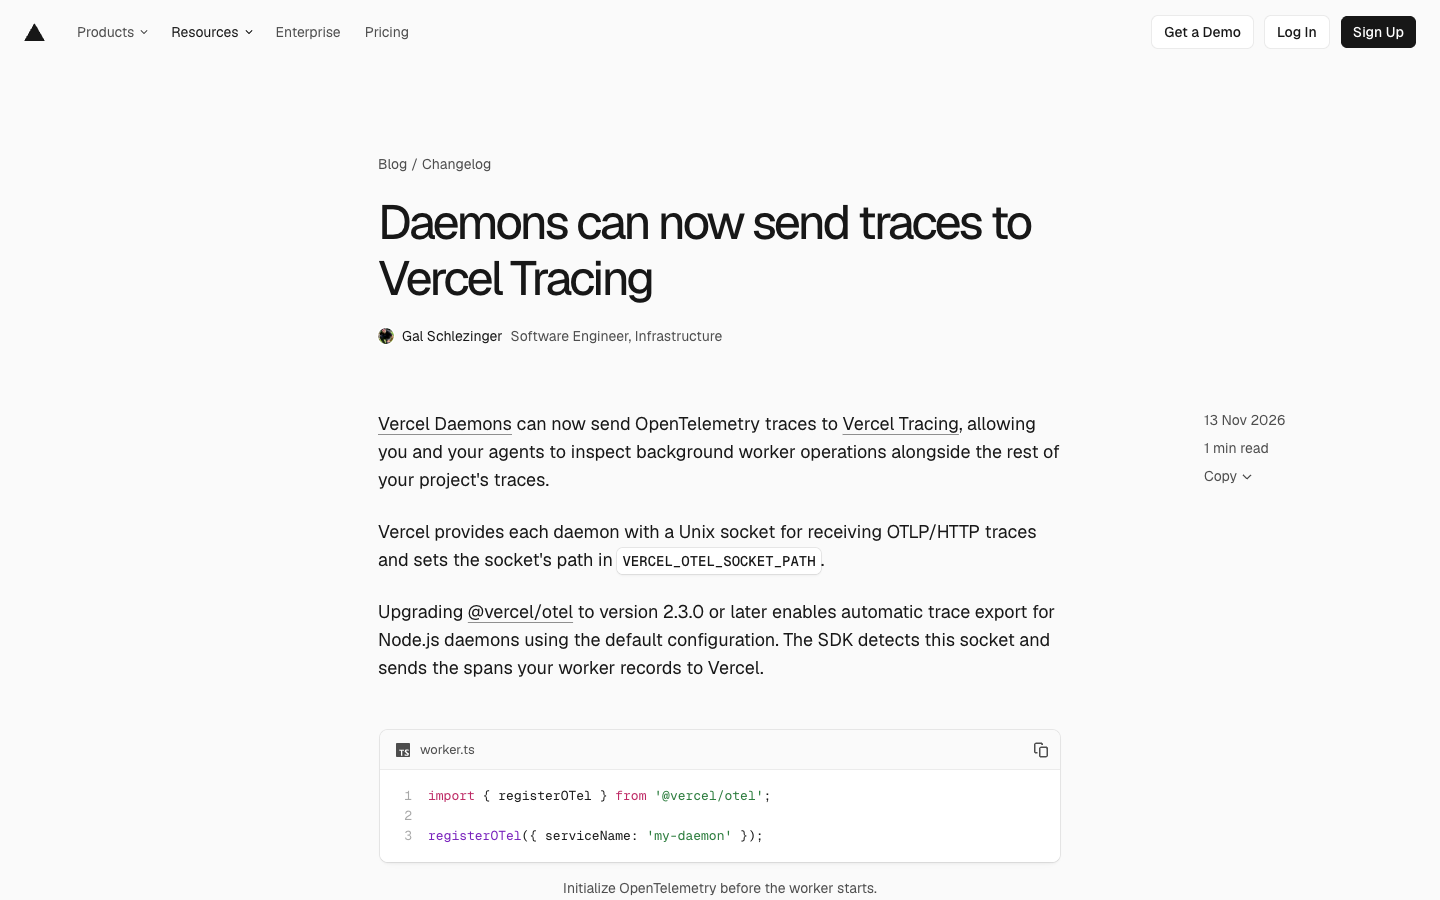 Products
Resources
Enterprise
Pricing
Get a Demo
Log In
Sign Up
Blog / Changelog
Daemons can now send traces to
Vercel Tracing
Gal Schlezinger Software Engineer, Infrastructure
Vercel Daemons can now send OpenTelemetry traces to Vercel Tracing, allowing
you and your agents to inspect background worker operations alongside the rest of
your project's traces.
13 Nov 2026
1 min read
Copy
Vercel provides each daemon with a Unix socket for receiving OTLP/HTTP traces
and sets the socket's path in VERCEL_OTEL_SOCKET_PATH.
Upgrading @vercel/otel to version 2.3.0 or later enables automatic trace export for
Node.js daemons using the default configuration. The SDK detects this socket and
sends the spans your worker records to Vercel.
TS worker.ts
1 import { registerOTel } from '@vercel/otel';
2
3 registerOTel({ serviceName: 'my-daemon' });
Initialize OpenTelemetry before the worker starts.